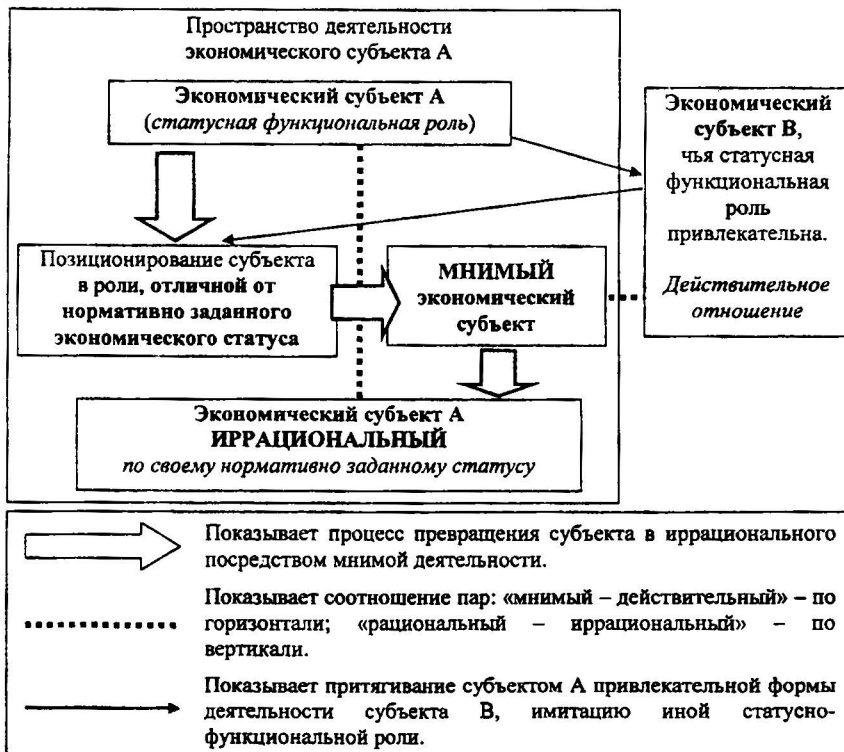 Пространство деятельности
экономического субъекта А
Экономический субъект А
(статусная функциональная роль)
Экономический
субъект В,
чья статусная
функциональная
роль
привлекательна.
Действительное
отношение
Позиционирование субъекта
в роли, отличной от
нормативно заданного
экономического статуса
МНИМЫЙ
экономический
субъект
Экономический субъект А
ИРРАЦИОНАЛЬНЫЙ
по своему нормативно заданному статусу
Показывает процесс превращения субъекта в иррационального
посредством мнимой деятельности.
Показывает соотношение пар: «мнимый – действительный» – по
горизонтали; «рациональный – иррациональный» – по
вертикали.
Показывает притягивание субъектом А привлекательной формы
деятельности субъекта В, имитацию иной статусно-
функциональной роли.